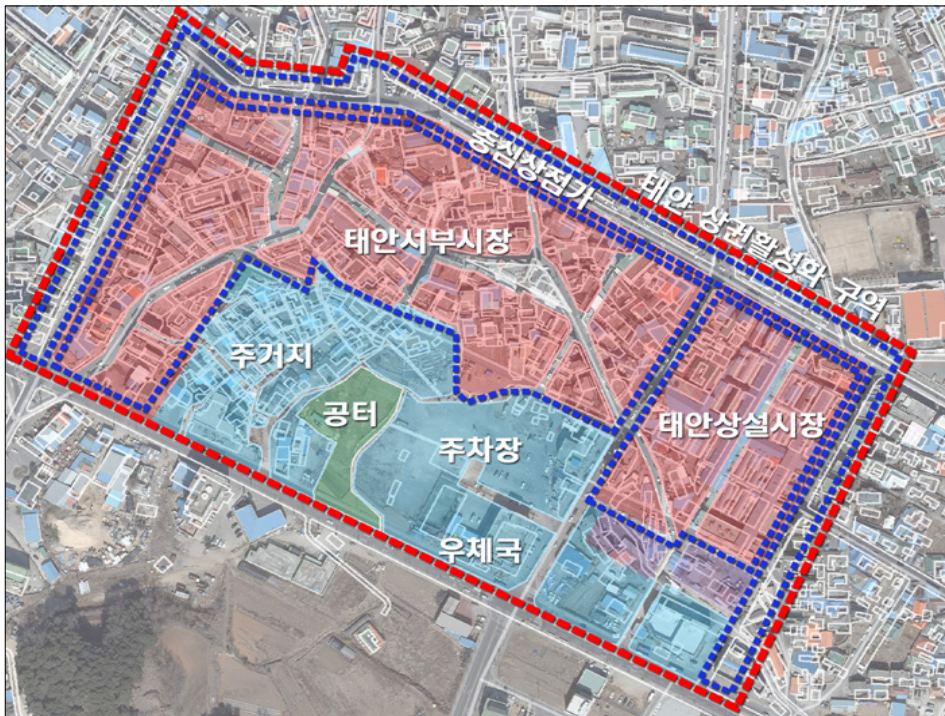 중심상점가
태안 상권활성화 구역
태안서부시장
주거지
공터
주차장
태안상설시장
우체국